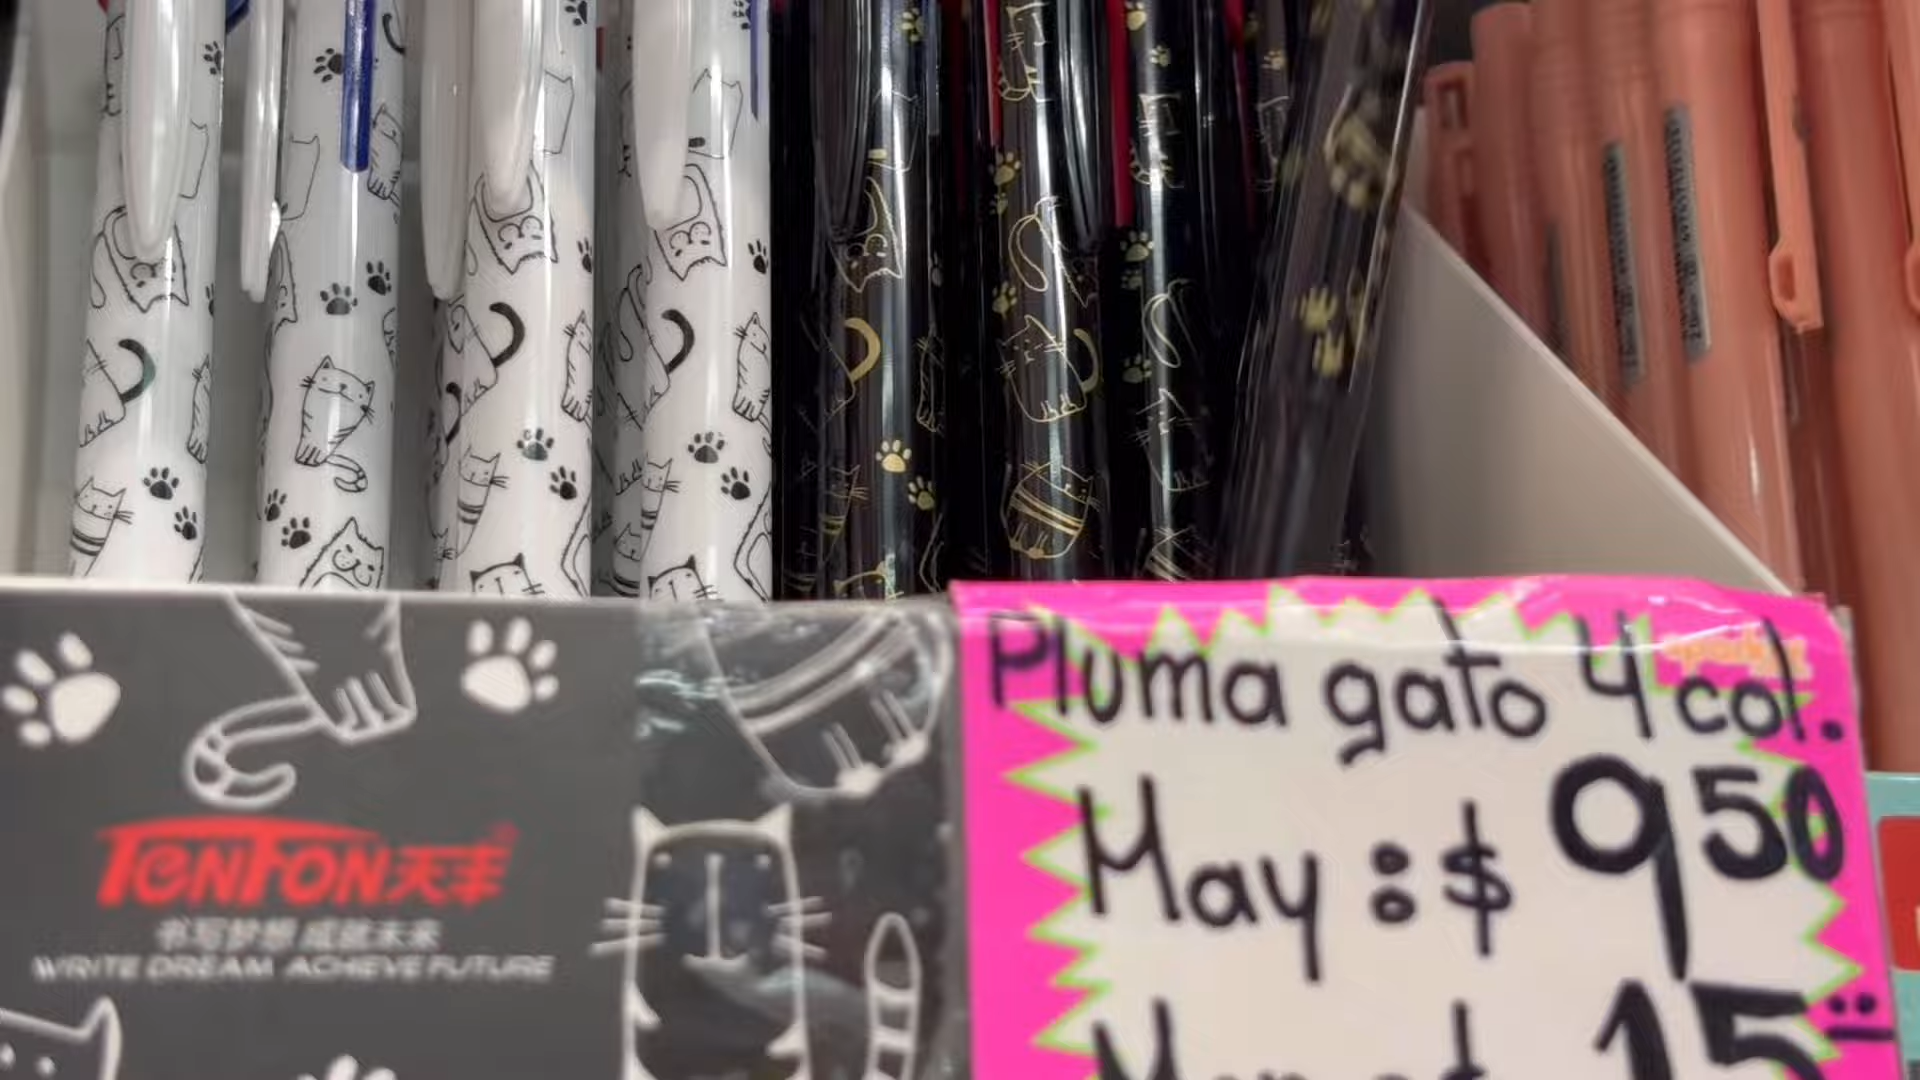 Pluma gato 4 col.
May : $ 9 50
15
TENFON天丰
书写梦想 成就未来
WRITE DREAM ACHIEVE FUTURE